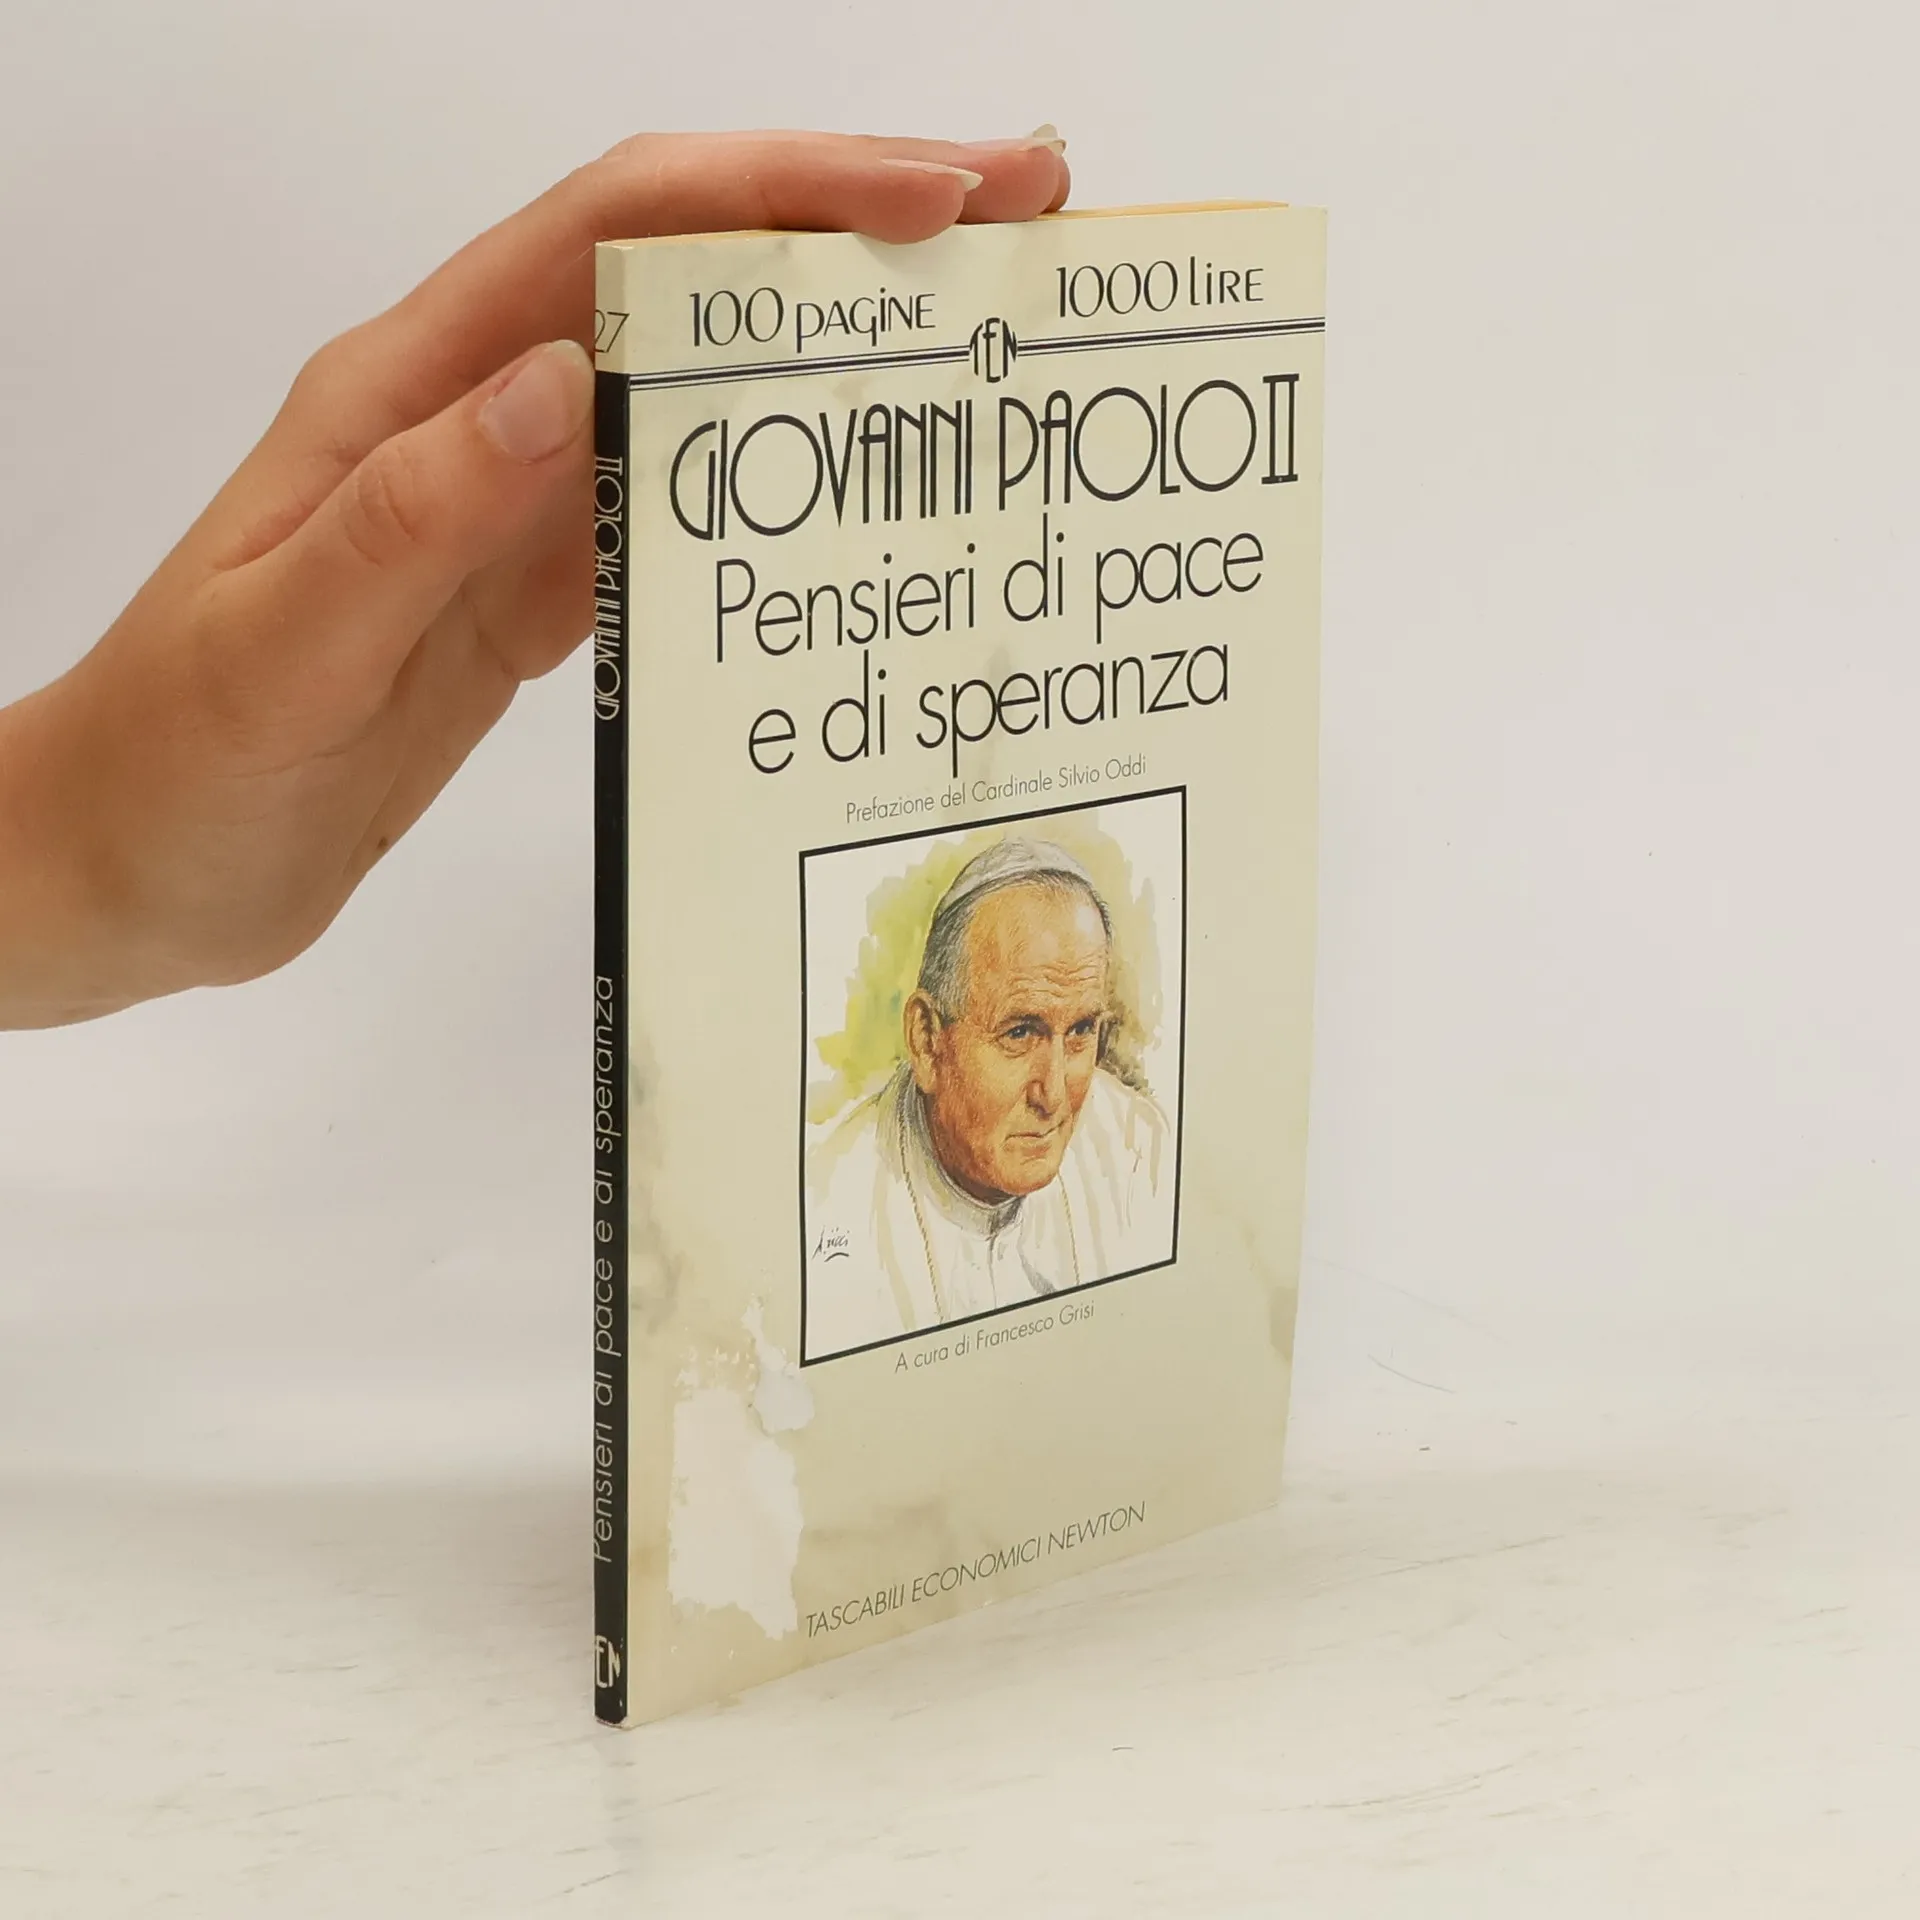 100 PAGINE
1000 LIRE
TEN
GIOVANNI PAOLO II
Pensieri di pace
e di speranza
Prefazione del Cardinale Silvio Oddi
A. Ricci
A cura di Francesco Grisi
TASCABILI ECONOMICI NEWTON
27
GIOVANNI PAOLO II
Pensieri di pace e di speranza
TEN